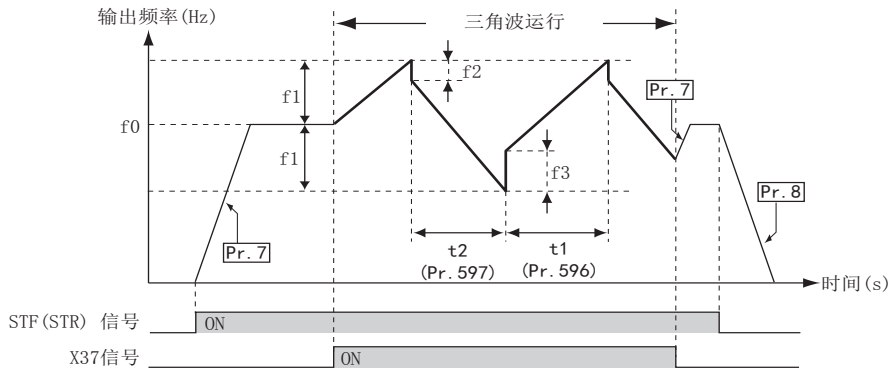 输出频率(Hz)
三角波运行
f2
f1
Pr. 7
f0
f1
f3
Pr. 8
Pr. 7
t2
(Pr. 597)
t1
(Pr. 596)
时间(s)
STF(STR) 信号
ON
X37信号
ON